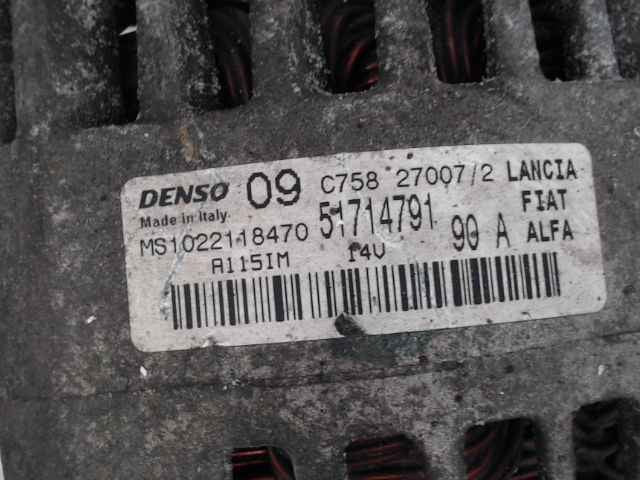 DENSO 09 C758 27007/2 LANCIA
Made in Italy 51714791 FIAT
MS1022118470 90 A ALFA
A115IM 14V